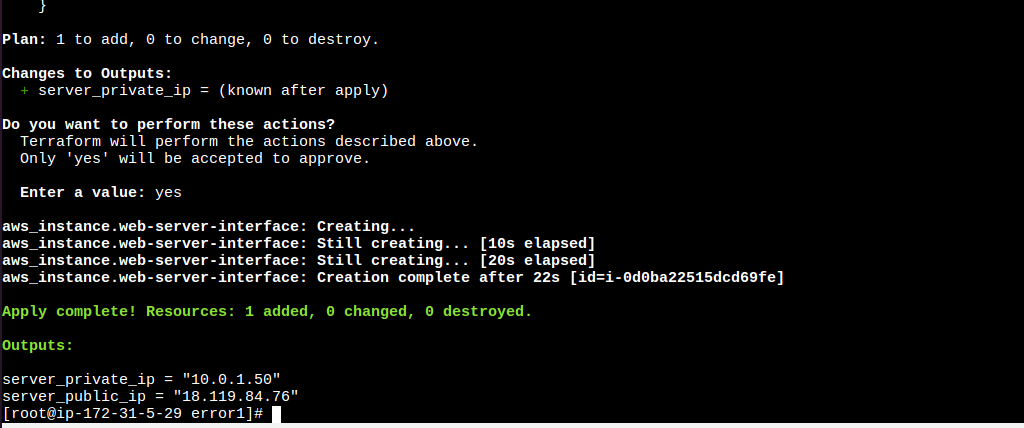 }
Plan: 1 to add, 0 to change, 0 to destroy.
Changes to Outputs:
+ server_private_ip = (known after apply)
Do you want to perform these actions?
Terraform will perform the actions described above.
Only 'yes' will be accepted to approve.
Enter a value: yes
aws_instance.web-server-interface: Creating...
aws_instance.web-server-interface: Still creating... [10s elapsed]
aws_instance.web-server-interface: Still creating... [20s elapsed]
aws_instance.web-server-interface: Creation complete after 22s [id=i-0d0ba22515dcd69fe]
Apply complete! Resources: 1 added, 0 changed, 0 destroyed.
Outputs:
server_private_ip = "10.0.1.50"
server_public_ip = "18.119.84.76"
[root@ip-172-31-5-29 error1]#